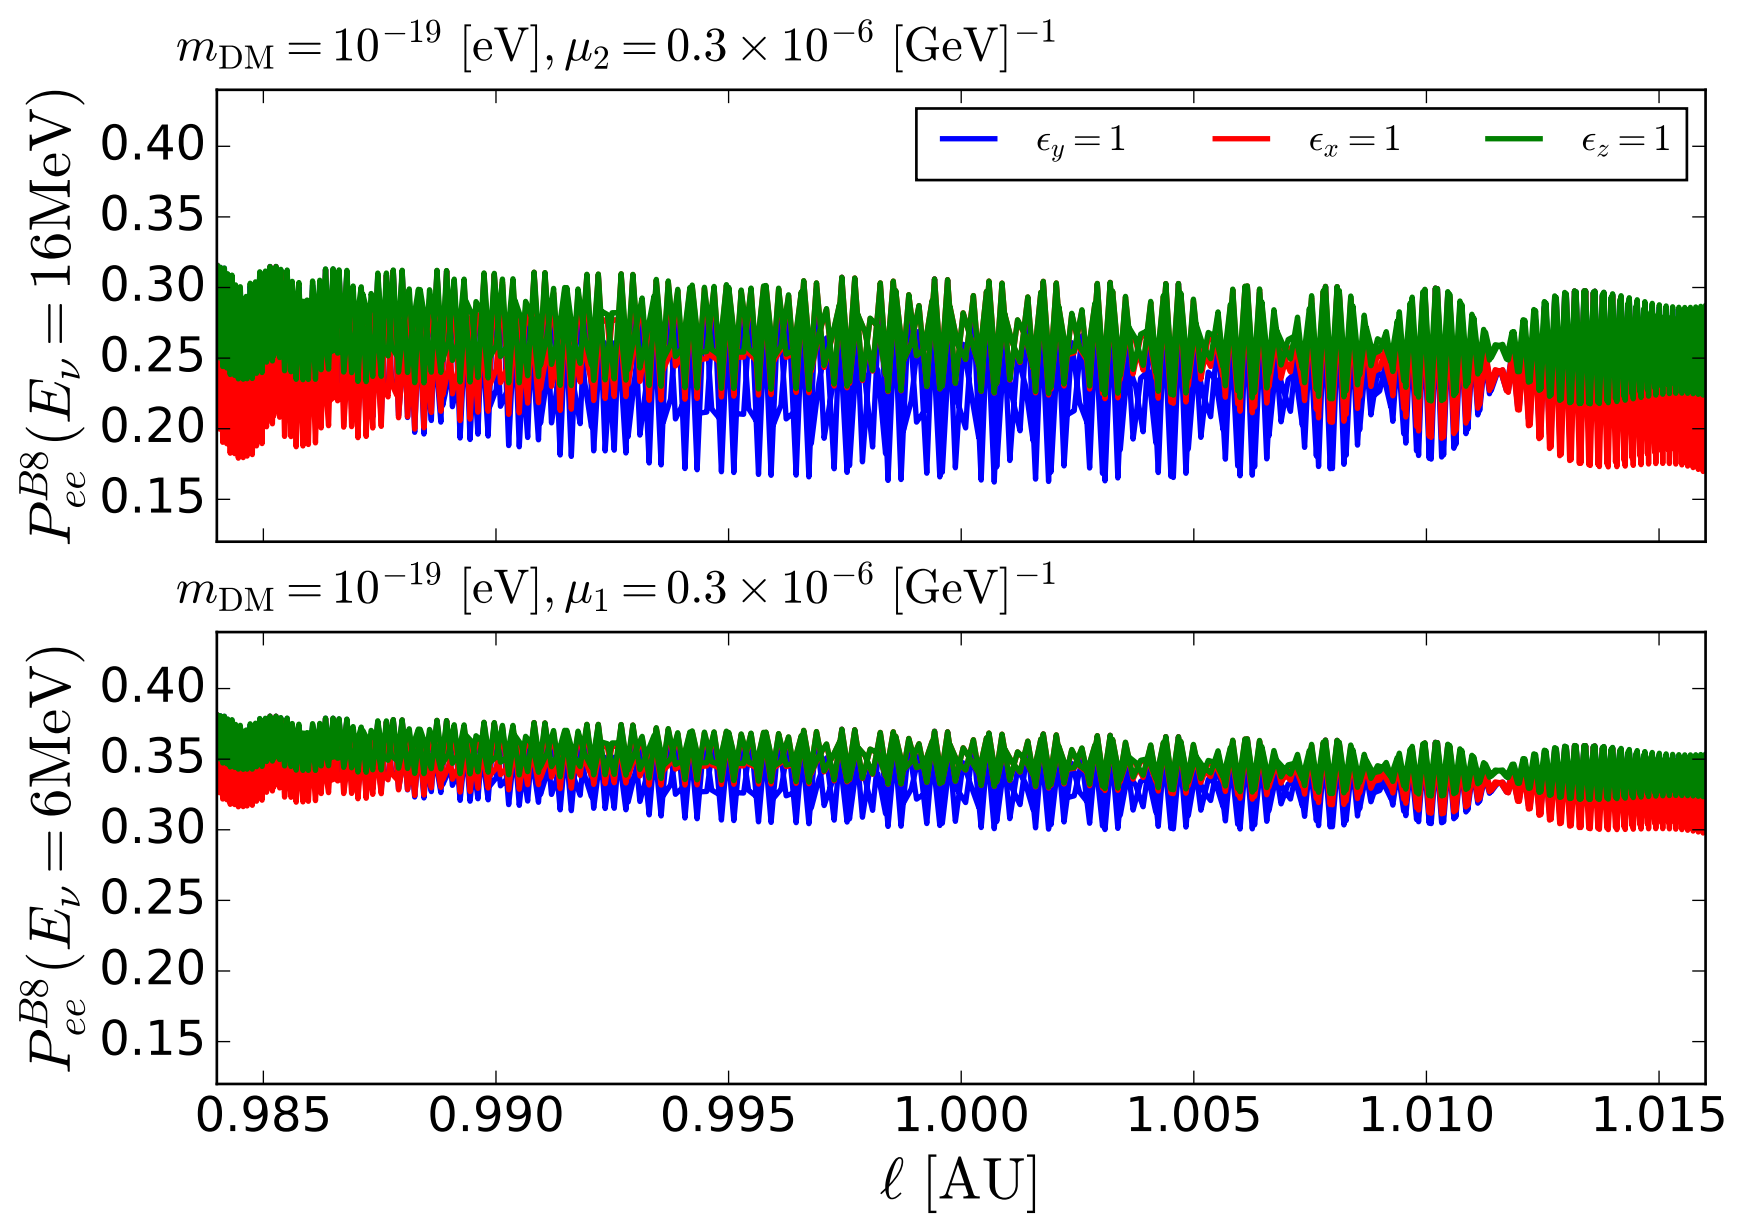 m_DM = 10^−19 [eV], μ_2 = 0.3 × 10^−6 [GeV]^−1
P_ee^B8 (E_ν = 16MeV)
0.40
0.35
0.30
0.25
0.20
0.15
ϵ_y = 1 ϵ_x = 1 ϵ_z = 1
m_DM = 10^−19 [eV], μ_1 = 0.3 × 10^−6 [GeV]^−1
P_ee^B8 (E_ν = 6MeV)
0.40
0.35
0.30
0.25
0.20
0.15
0.985 0.990 0.995 1.000 1.005 1.010 1.015
ℓ [AU]